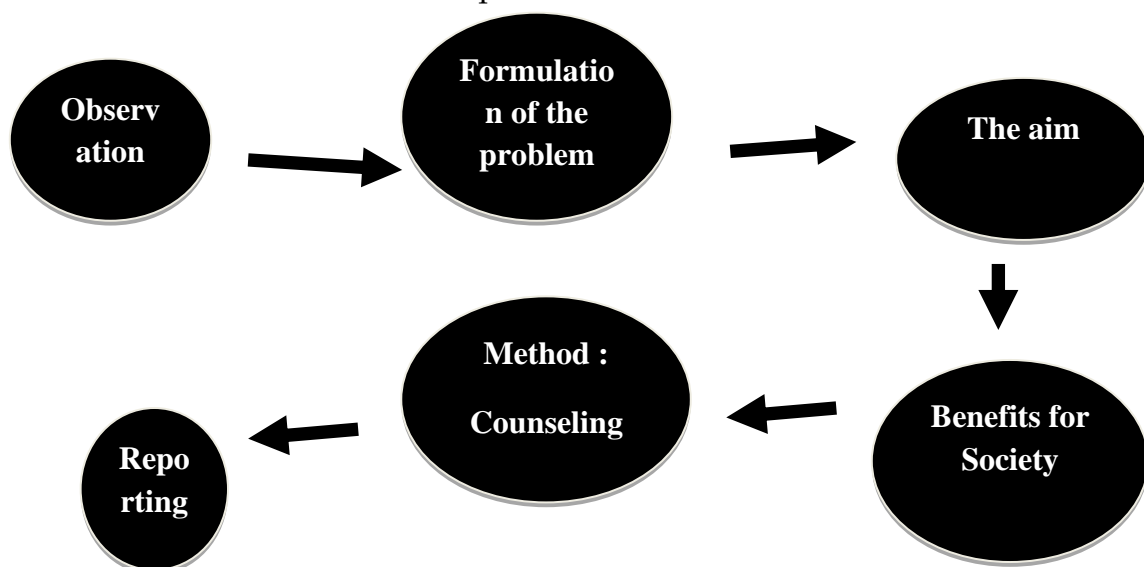 Observ
ation
Formulatio
n of the
problem
The aim
Benefits for
Society
Method :
Counseling
Repo
rting